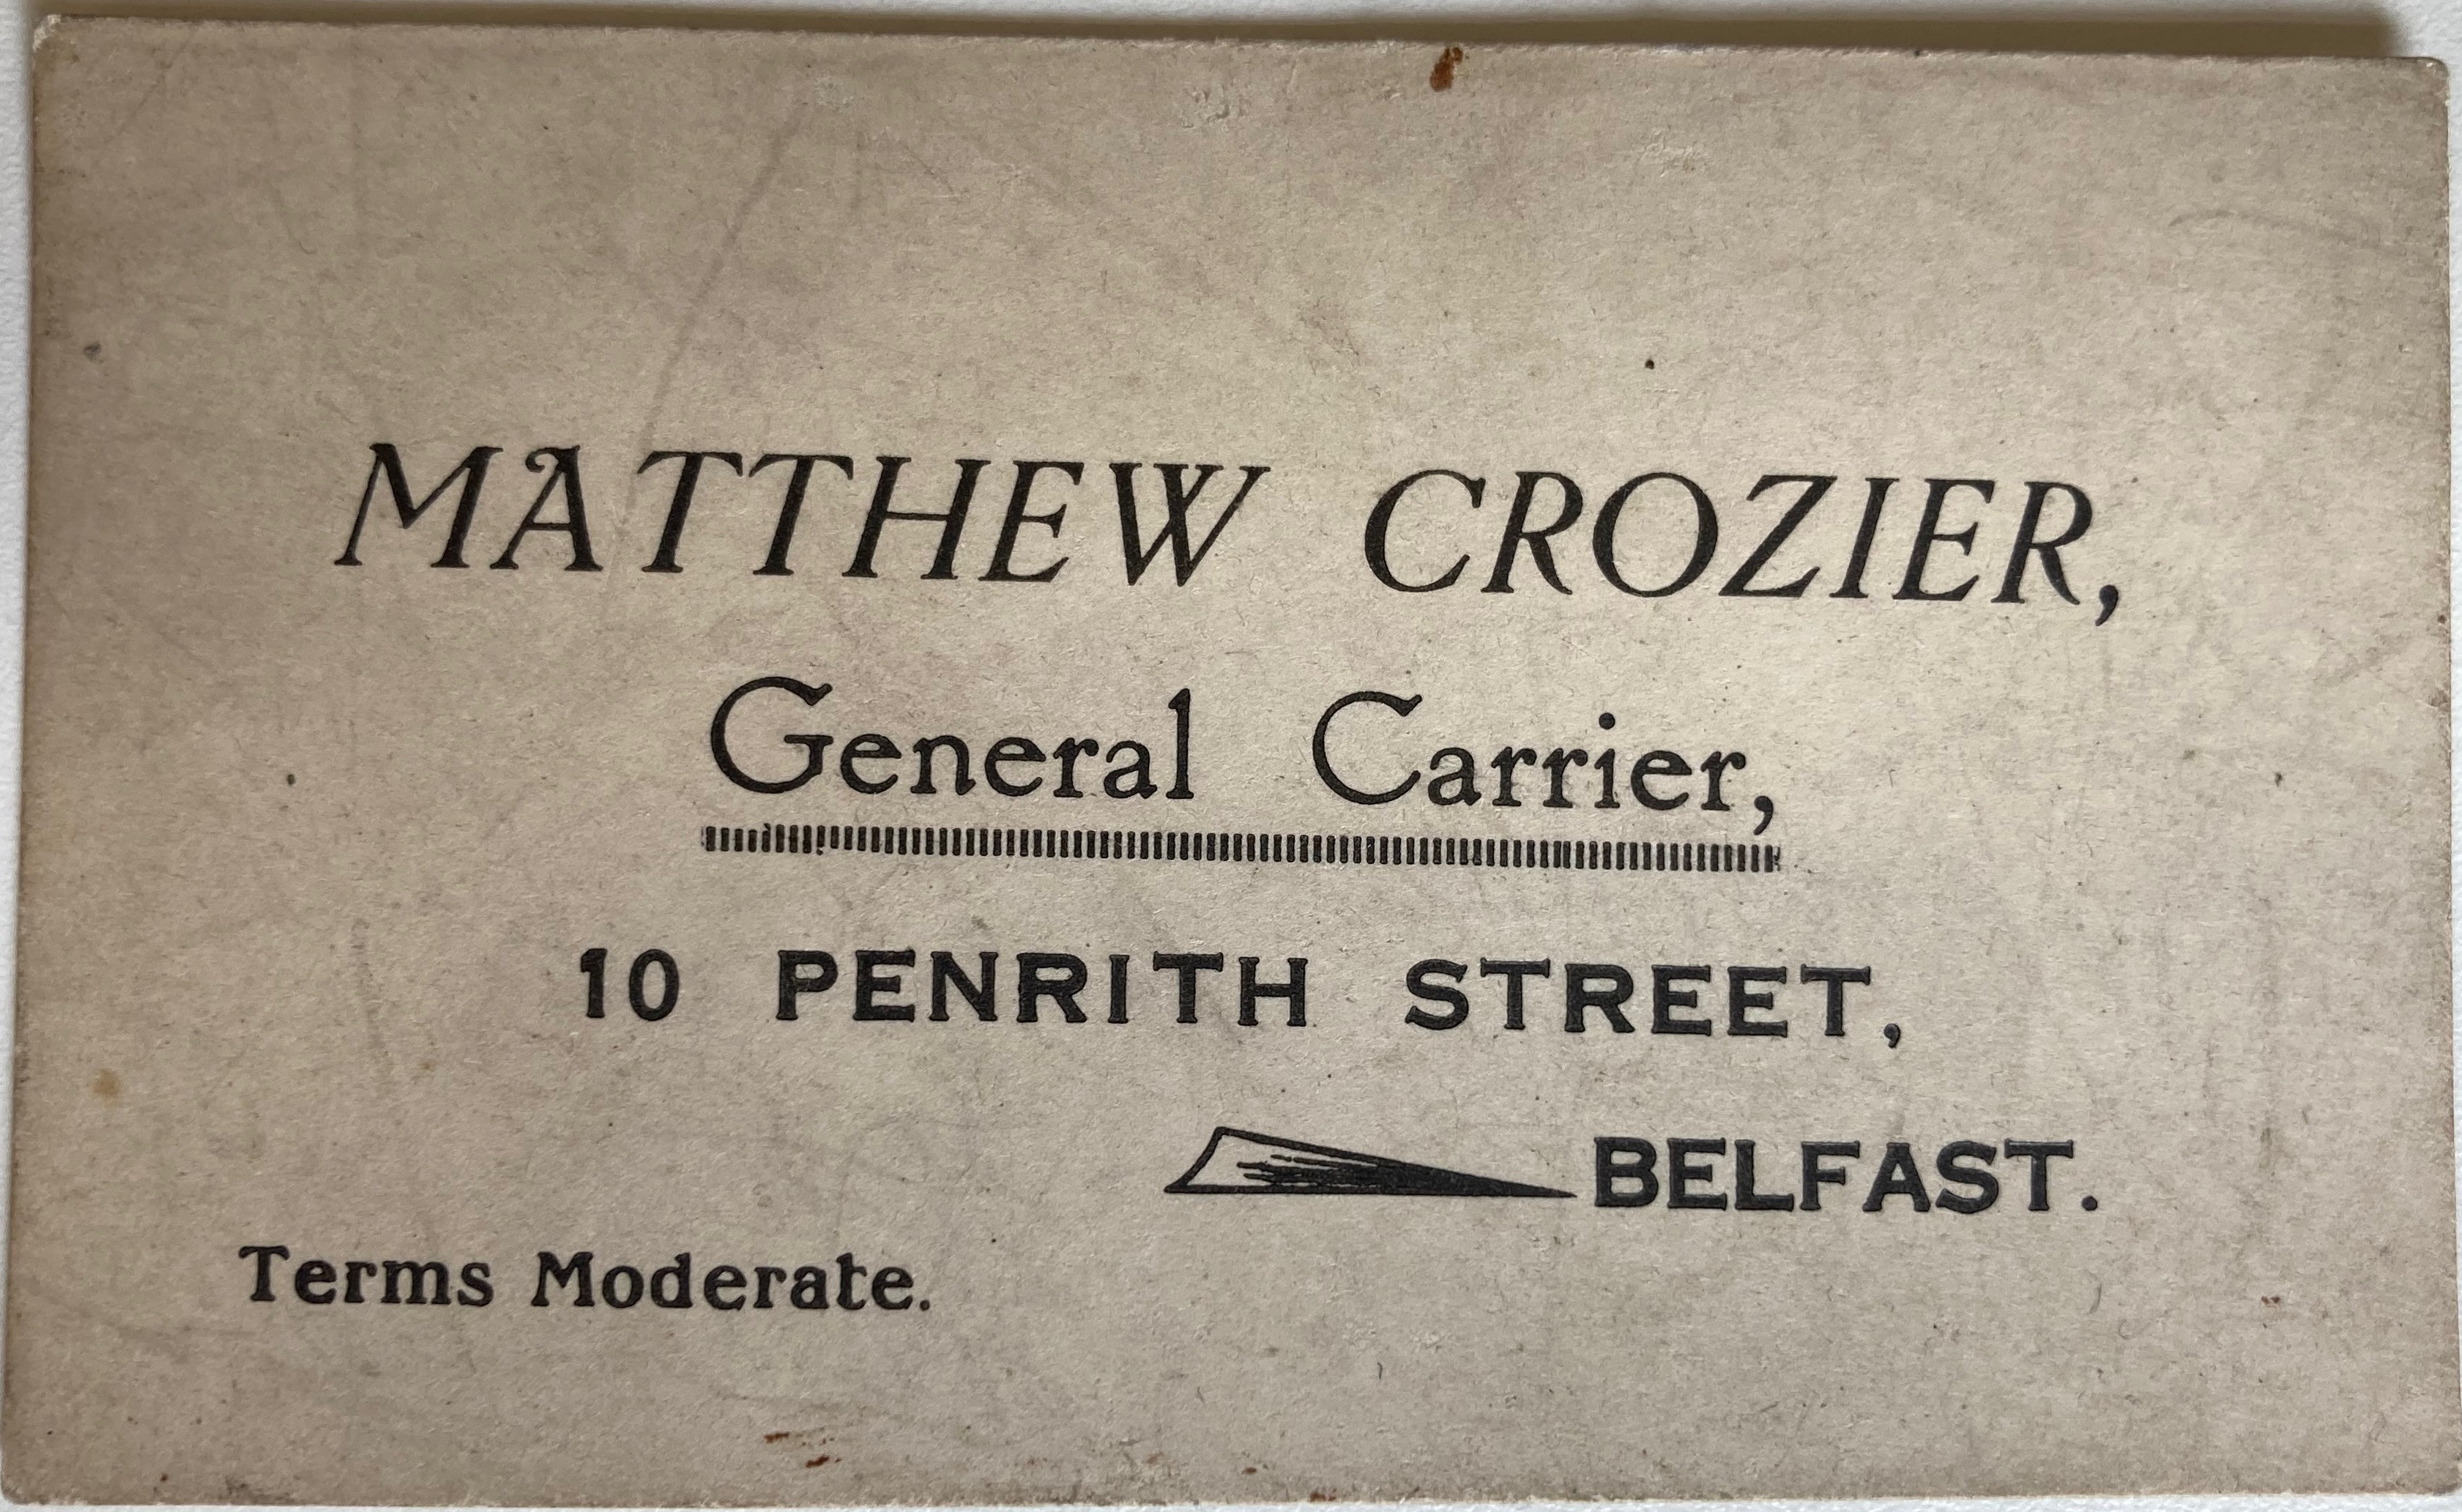 MATTHEW CROZIER,
General Carrier,
10 PENRITH STREET,
BELFAST.
Terms Moderate.